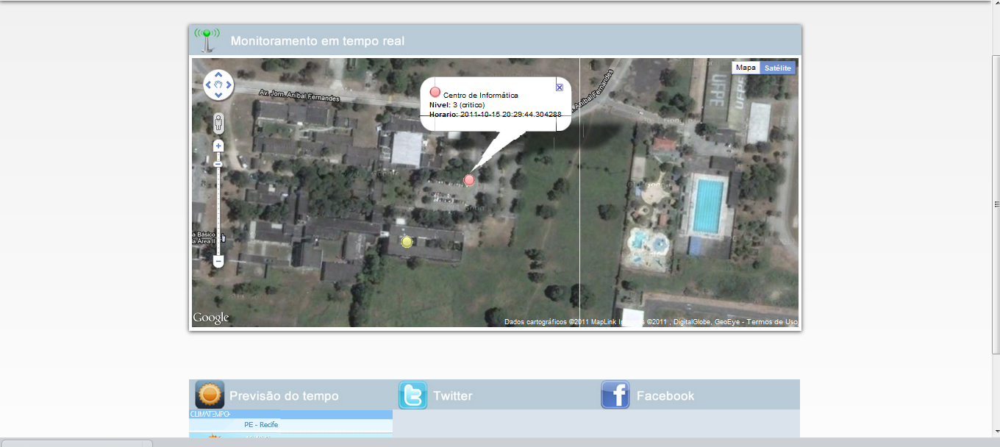 Monitoramento em tempo real
Mapa
Satélite
Av. Jorn. Aníbal Fernandes
Aníbal Fernandes
UFPE
Centro de Informática
Nivel: 3 (critico)
Horario: 2011-10-15 20:29:44.304288
a Básico
a Área II
Google
Dados cartográficos ©2011 MapLink ©2011 , DigitalGlobe, GeoEye - Termos de Uso
Previsão do tempo
Twitter
Facebook
CLIMATEMPO
PE - Recife